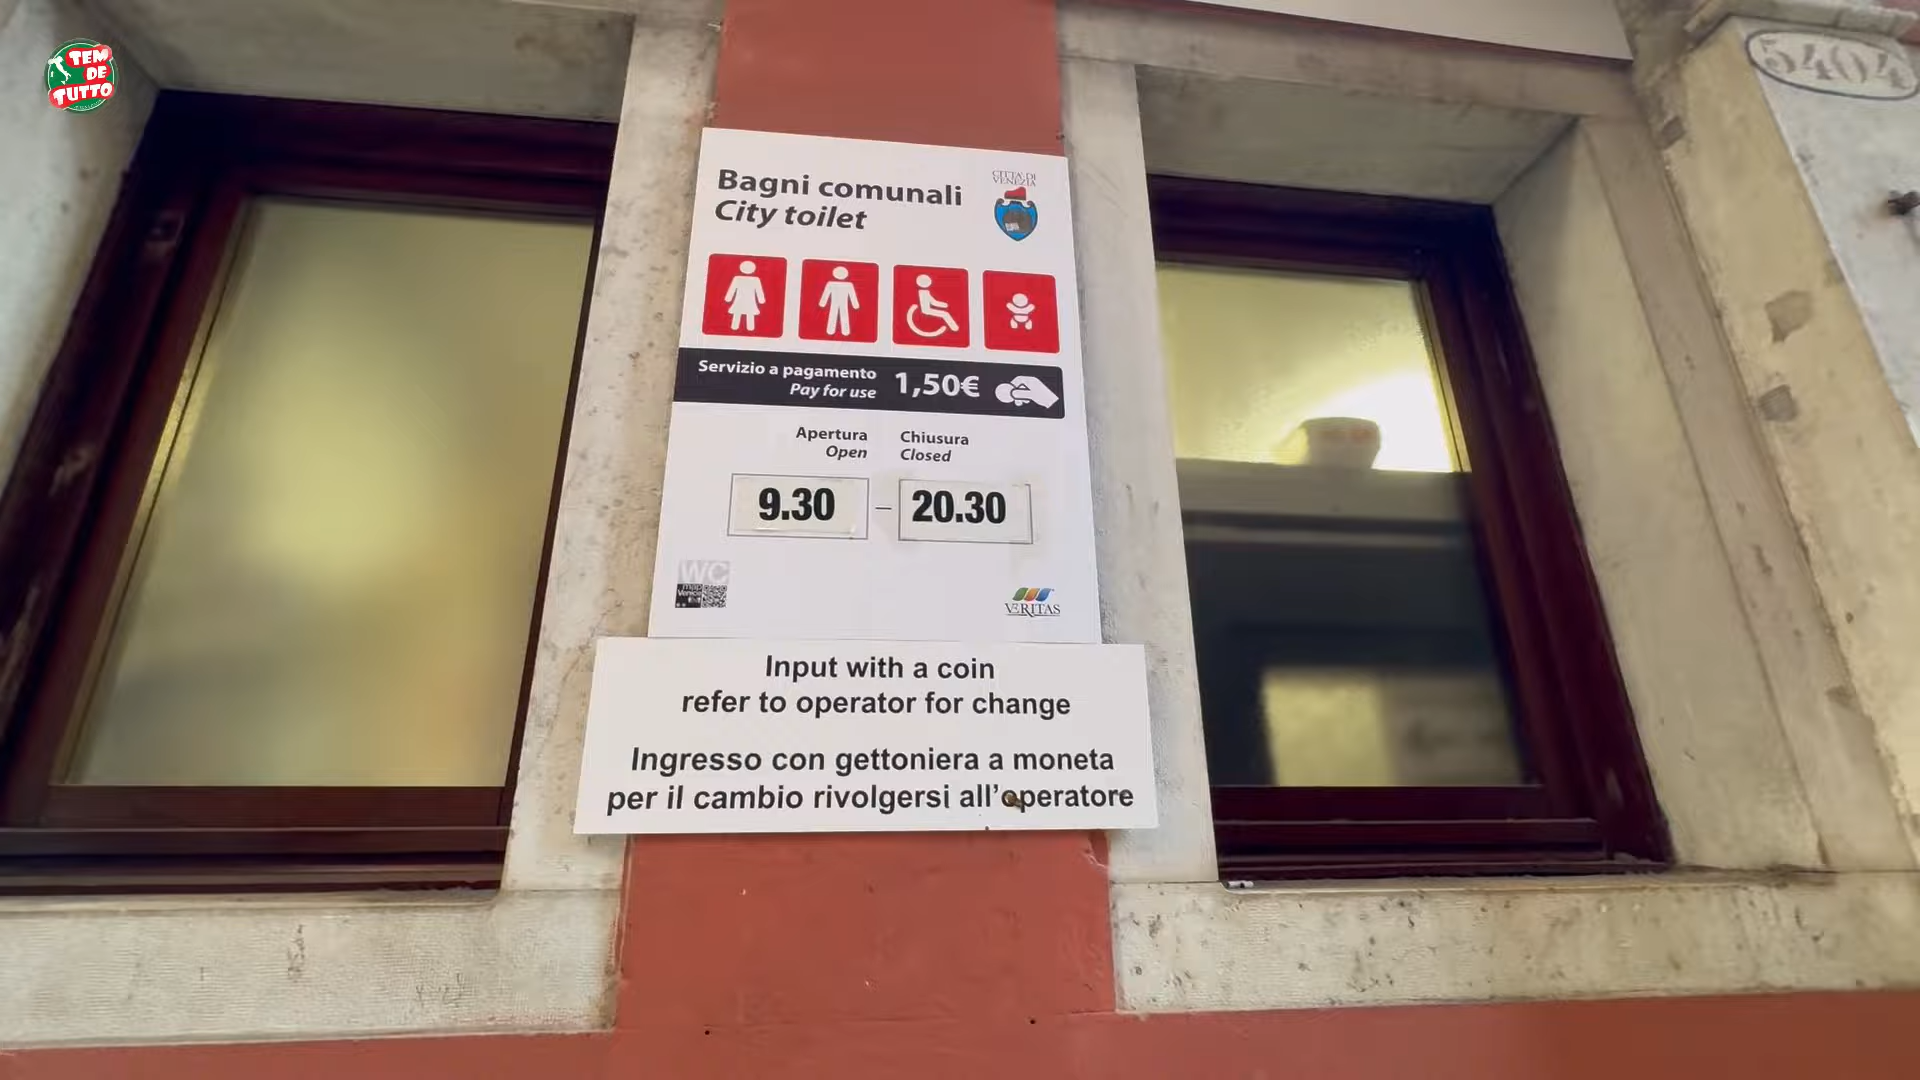 TEM
DE
TUTTO
5404
Bagni comunali
City toilet
CITTA' DI
VENEZIA
Servizio a pagamento
Pay for use
1,50€
Apertura
Open
Chiusura
Closed
9.30 – 20.30
WC
VERITAS
Input with a coin
refer to operator for change
Ingresso con gettoniera a moneta
per il cambio rivolgersi all'operatore